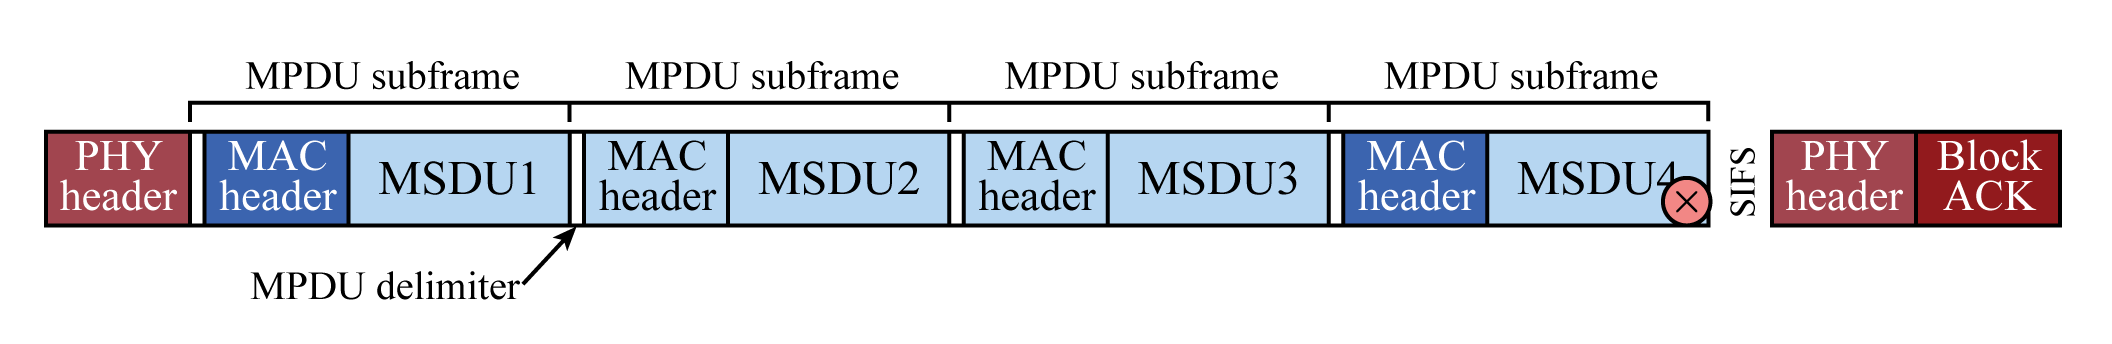 MPDU subframe MPDU subframe MPDU subframe MPDU subframe
PHY header
MAC header
MSDU1
MAC header
MSDU2
MAC header
MSDU3
MAC header
MSDU4
SIFS
PHY header
Block ACK
MPDU delimiter